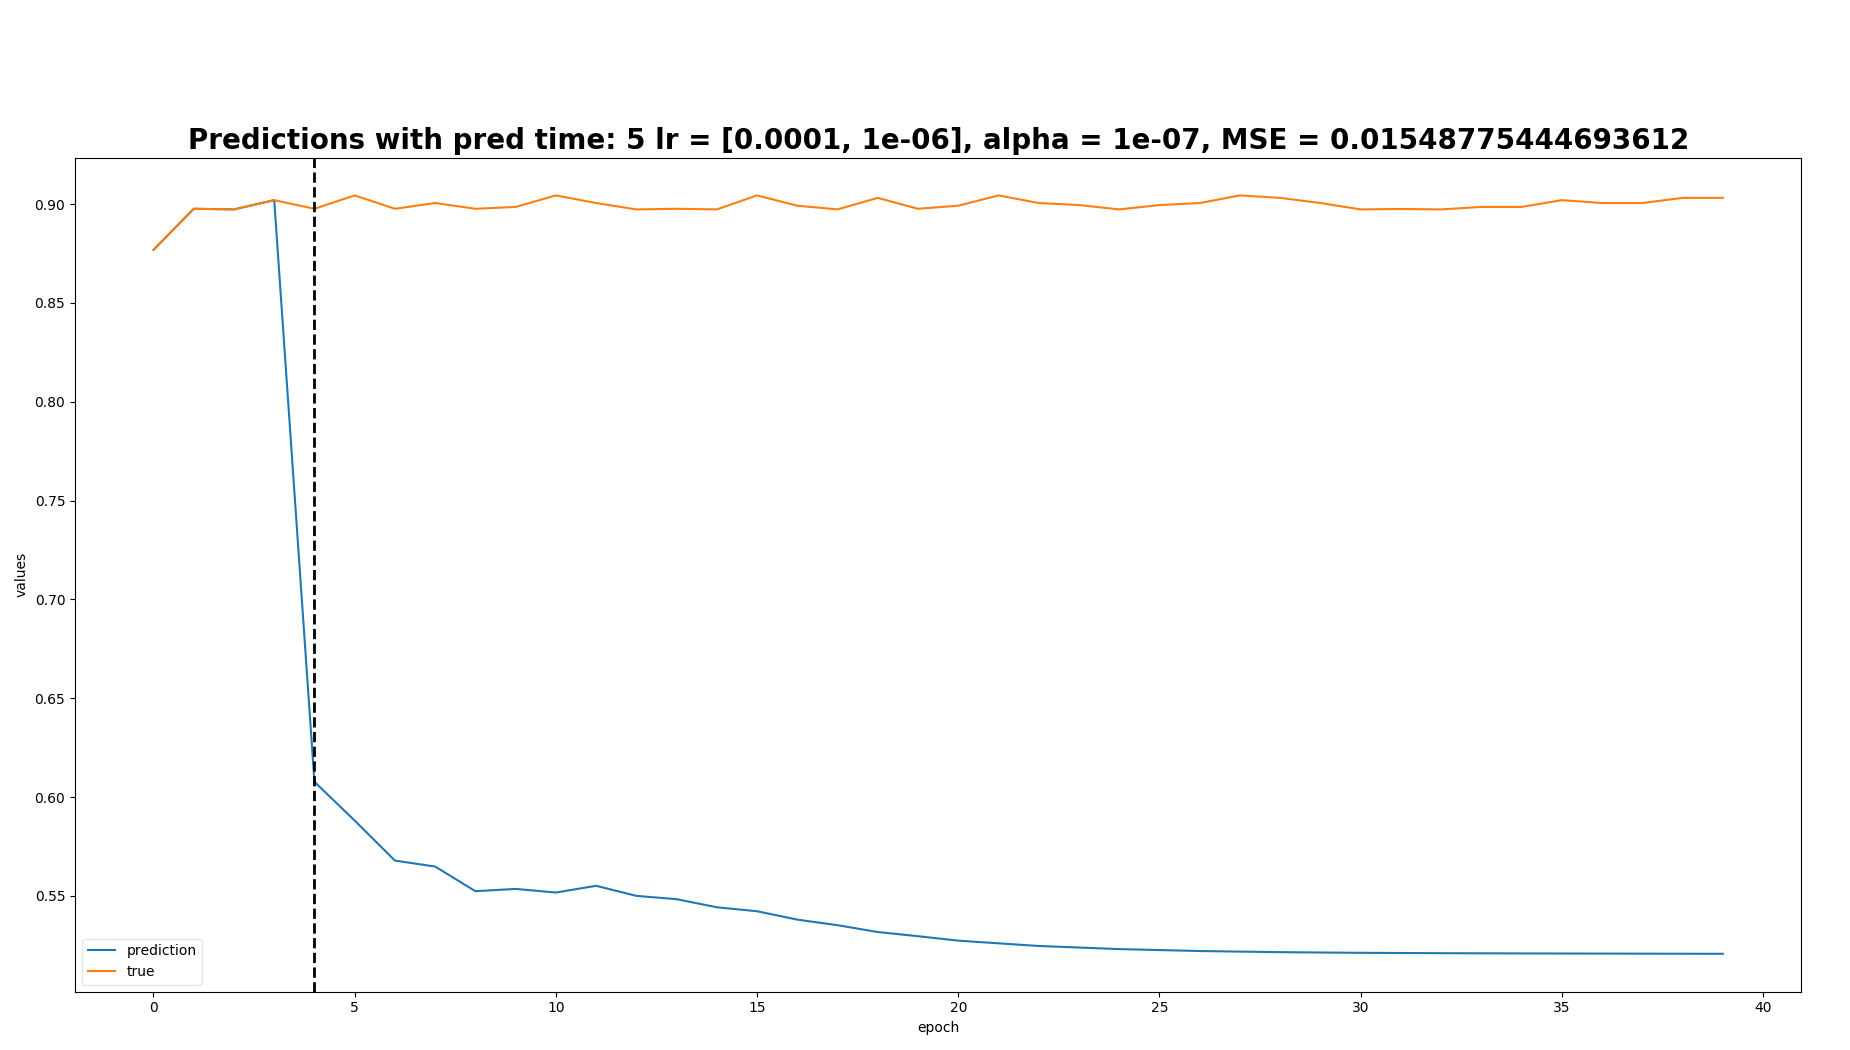 Predictions with pred time: 5 lr = [0.0001, 1e-06], alpha = 1e-07, MSE = 0.01548775444693612
0.90
0.85
0.80
0.75
0.70
0.65
0.60
0.55
values
prediction
true
0 5 10 15 20 25 30 35 40
epoch